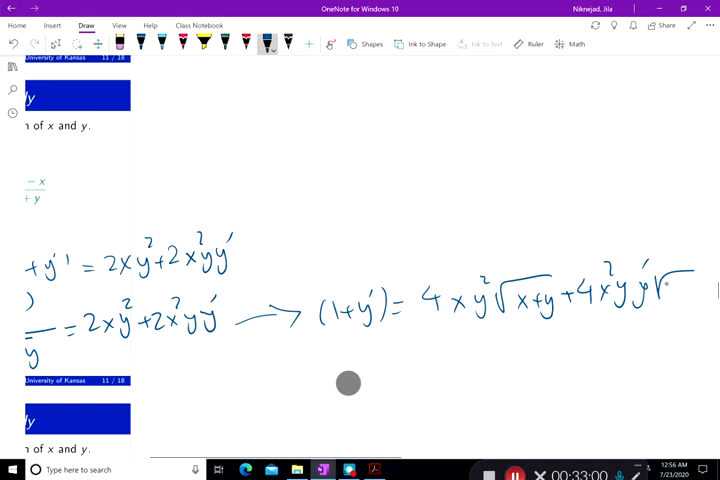 OneNote for Windows 10
Niknejad, Jila
Home Insert Draw View Help Class Notebook
Share
Shapes Ink to Shape Ink to Text Ruler Math
University of Kansas 11 / 18
ly
n of x and y.
− x
+ y
+ y' = 2xy² + 2x²yy'
)
y = 2xy² + 2x²yy' → (1+y') = 4xy²√(x+y) + 4x²yy'√
University of Kansas 11 / 18
ly
n of x and y.
Type here to search
00:33:00
12:56 AM
7/23/2020